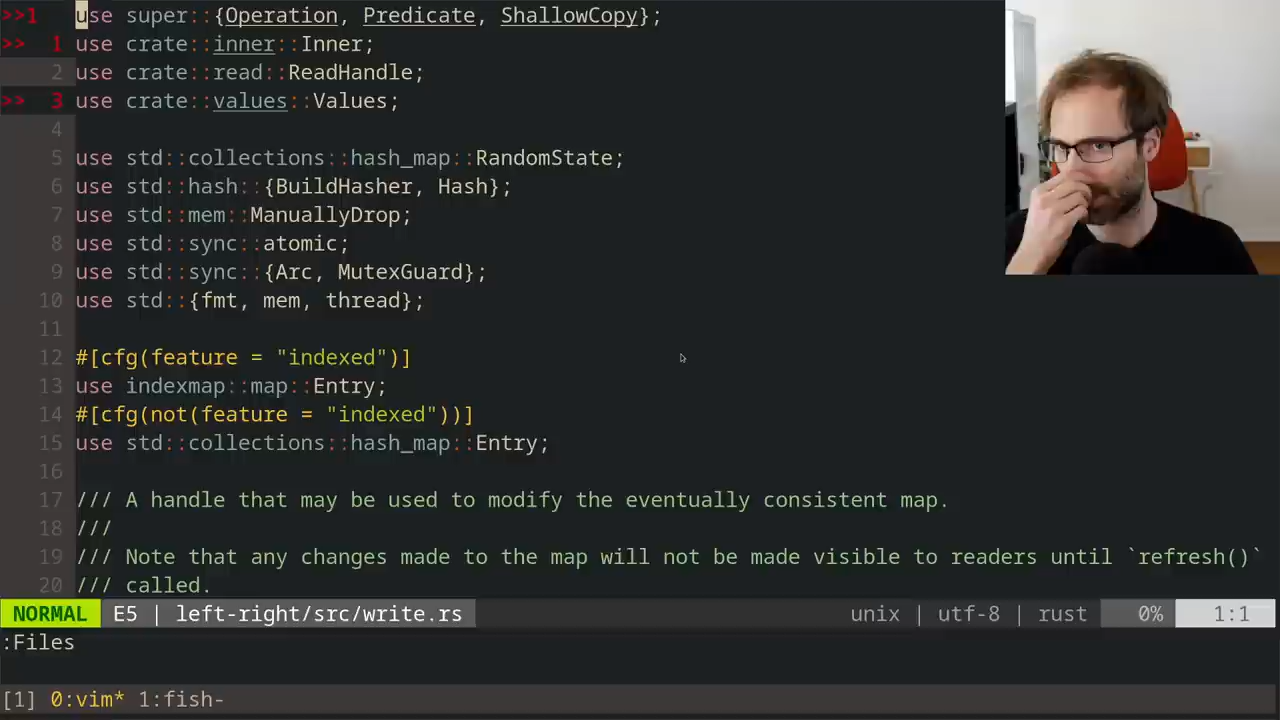 >>1 use super::{Operation, Predicate, ShallowCopy};
>> 1 use crate::inner::Inner;
2 use crate::read::ReadHandle;
>> 3 use crate::values::Values;
4
5 use std::collections::hash_map::RandomState;
6 use std::hash::{BuildHasher, Hash};
7 use std::mem::ManuallyDrop;
8 use std::sync::atomic;
9 use std::sync::{Arc, MutexGuard};
10 use std::{fmt, mem, thread};
11
12 #[cfg(feature = "indexed")]
13 use indexmap::map::Entry;
14 #[cfg(not(feature = "indexed"))]
15 use std::collections::hash_map::Entry;
16
17 /// A handle that may be used to modify the eventually consistent map.
18 ///
19 /// Note that any changes made to the map will not be made visible to readers until `refresh()`
20 /// called.
NORMAL E5 | left-right/src/write.rs unix | utf-8 | rust 0% 1:1
:Files
[1] 0:vim* 1:fish-